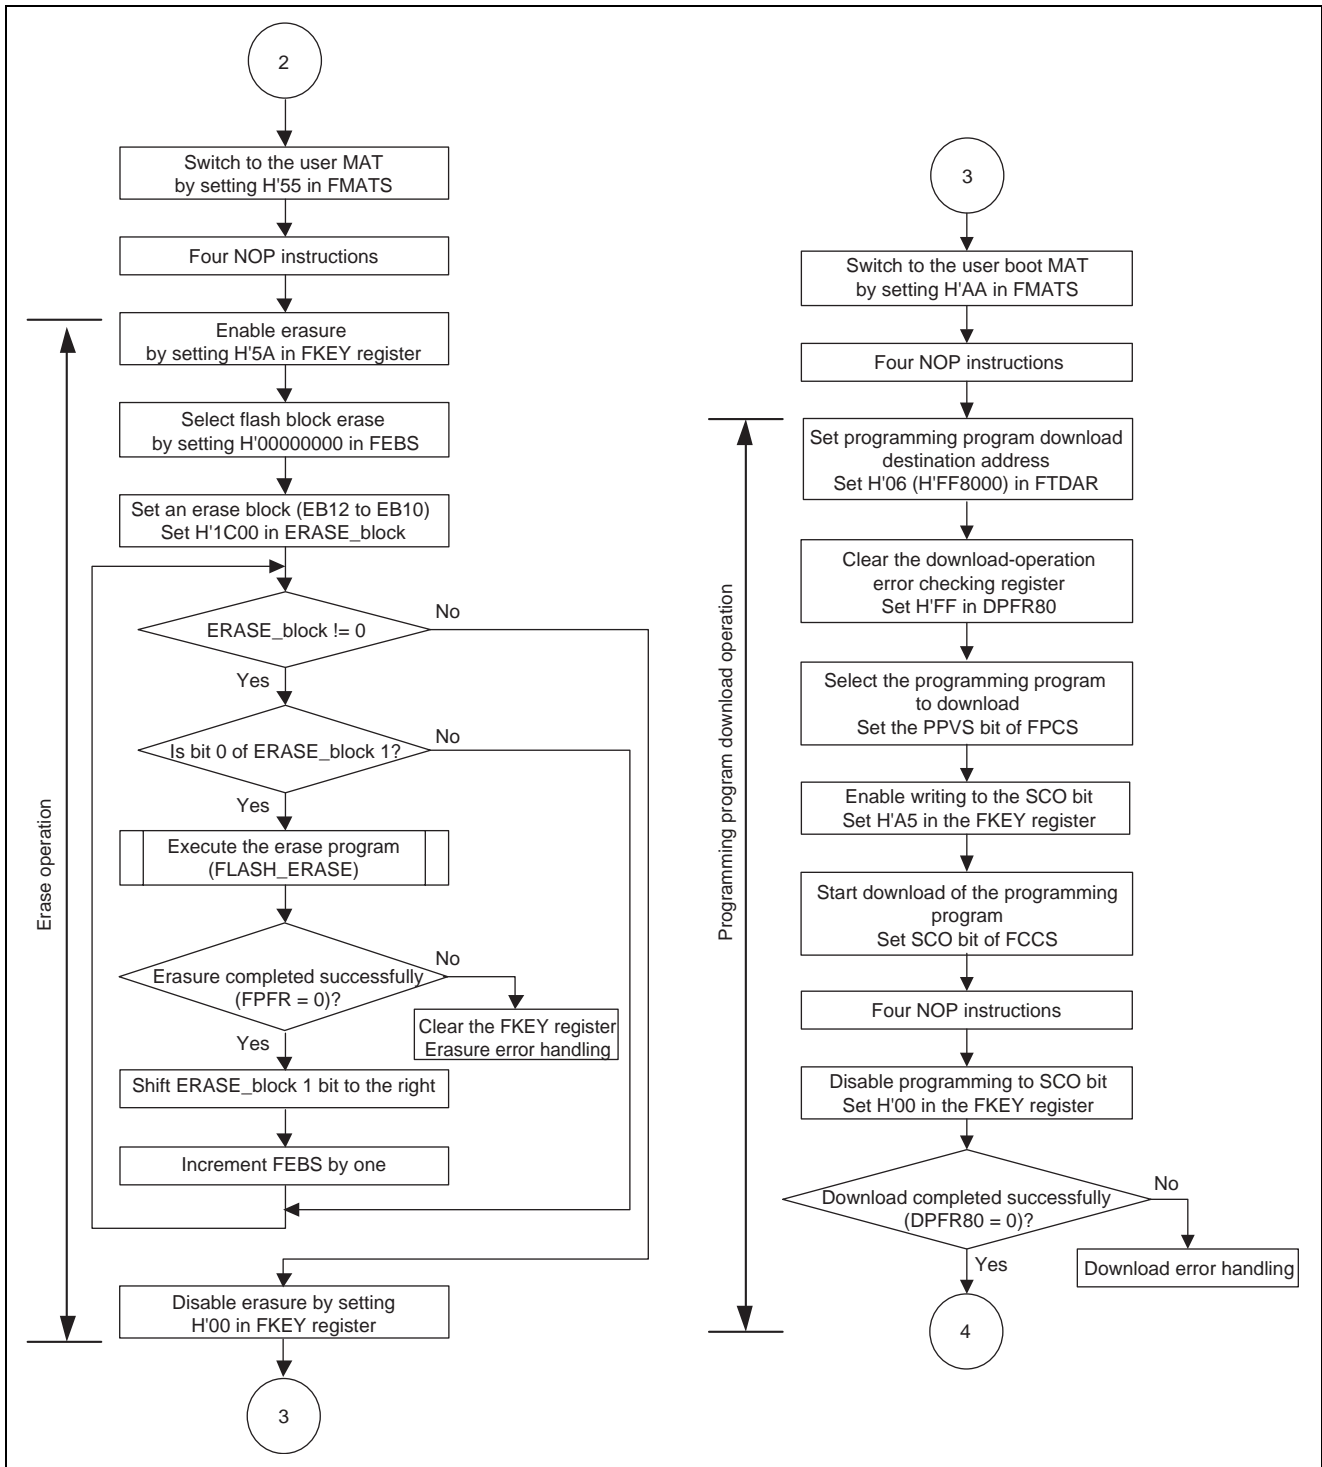 2
Switch to the user MAT
by setting H'55 in FMATS
Four NOP instructions
Enable erasure
by setting H'5A in FKEY register
Select flash block erase
by setting H'00000000 in FEBS
Set an erase block (EB12 to EB10)
Set H'1C00 in ERASE_block
ERASE_block != 0
No
Yes
Is bit 0 of ERASE_block 1?
No
Yes
Execute the erase program
(FLASH_ERASE)
Erasure completed successfully
(FPFR = 0)?
No
Clear the FKEY register
Erasure error handling
Yes
Shift ERASE_block 1 bit to the right
Increment FEBS by one
Disable erasure by setting
H'00 in FKEY register
3
Erase operation
3
Switch to the user boot MAT
by setting H'AA in FMATS
Four NOP instructions
Set programming program download
destination address
Set H'06 (H'FF8000) in FTDAR
Clear the download-operation
error checking register
Set H'FF in DPFR80
Select the programming program
to download
Set the PPVS bit of FPCS
Enable writing to the SCO bit
Set H'A5 in the FKEY register
Start download of the programming
program
Set SCO bit of FCCS
Four NOP instructions
Disable programming to SCO bit
Set H'00 in the FKEY register
Download completed successfully
(DPFR80 = 0)?
No
Download error handling
Yes
4
Programming program download operation